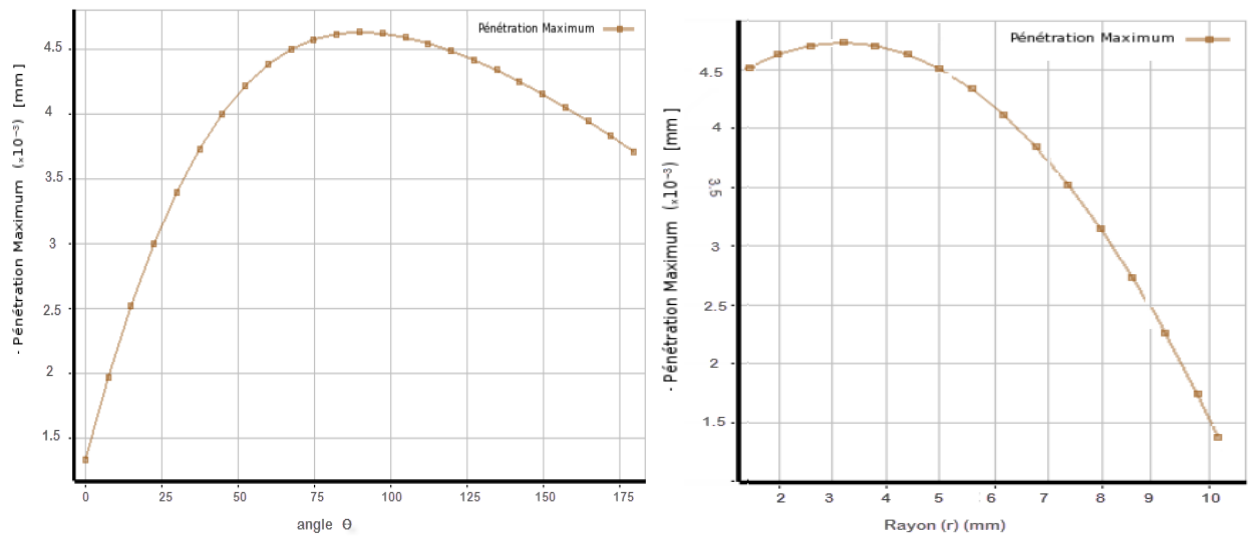 - Pénétration Maximum (ₓ10⁻³) [mm]
Pénétration Maximum
4.5
4
3.5
3
2.5
2
1.5
0 25 50 75 100 125 150 175
angle θ
- Pénétration Maximum (ₓ10⁻³) [mm]
Pénétration Maximum
4.5
4
3.5
3
2.5
2
1.5
2 3 4 5 6 7 8 9 10
Rayon (r) (mm)